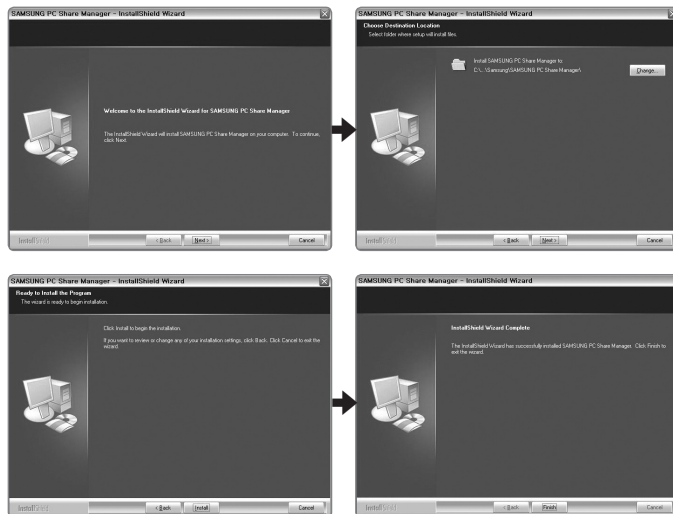 SAMSUNG PC Share Manager - InstallShield Wizard
Welcome to the InstallShield Wizard for SAMSUNG PC Share Manager
The InstallShield Wizard will install SAMSUNG PC Share Manager on your computer. To continue,
click Next
InstallShield
< Back
Next >
Cancel
SAMSUNG PC Share Manager - InstallShield Wizard
Choose Destination Location
Select folder where setup will install files.
Install SAMSUNG PC Share Manager to:
C:\...\Samsung\SAMSUNG PC Share Manager\
Change...
InstallShield
< Back
Next >
Cancel
SAMSUNG PC Share Manager - InstallShield Wizard
Ready to Install the Program
The wizard is ready to begin installation.
Click Install to begin the installation.
If you want to review or change any of your installation settings, click Back. Click Cancel to exit the
wizard.
InstallShield
< Back
Install
Cancel
SAMSUNG PC Share Manager - InstallShield Wizard
InstallShield Wizard Complete
The InstallShield Wizard has successfully installed SAMSUNG PC Share Manager. Click Finish to
exit the wizard.
InstallShield
< Back
Finish
Cancel